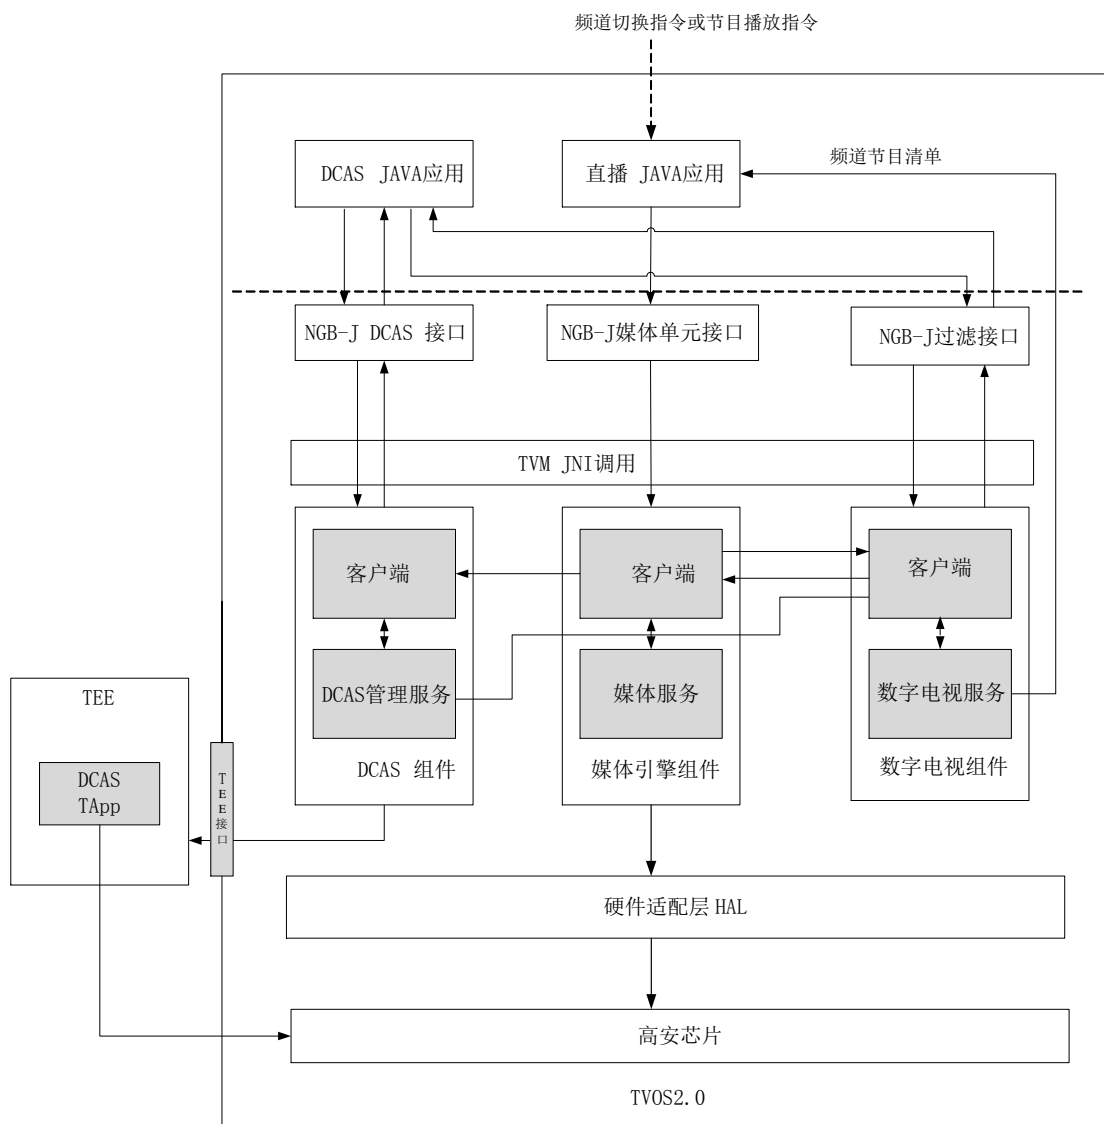 频道切换指令或节目播放指令
频道节目清单
DCAS JAVA应用
直播 JAVA应用
NGB-J DCAS 接口
NGB-J媒体单元接口
NGB-J过滤接口
TVM JNI调用
客户端
客户端
客户端
DCAS管理服务
媒体服务
数字电视服务
DCAS 组件
媒体引擎组件
数字电视组件
TEE
DCAS
TApp
T
E
E
接
口
硬件适配层 HAL
高安芯片
TVOS2.0